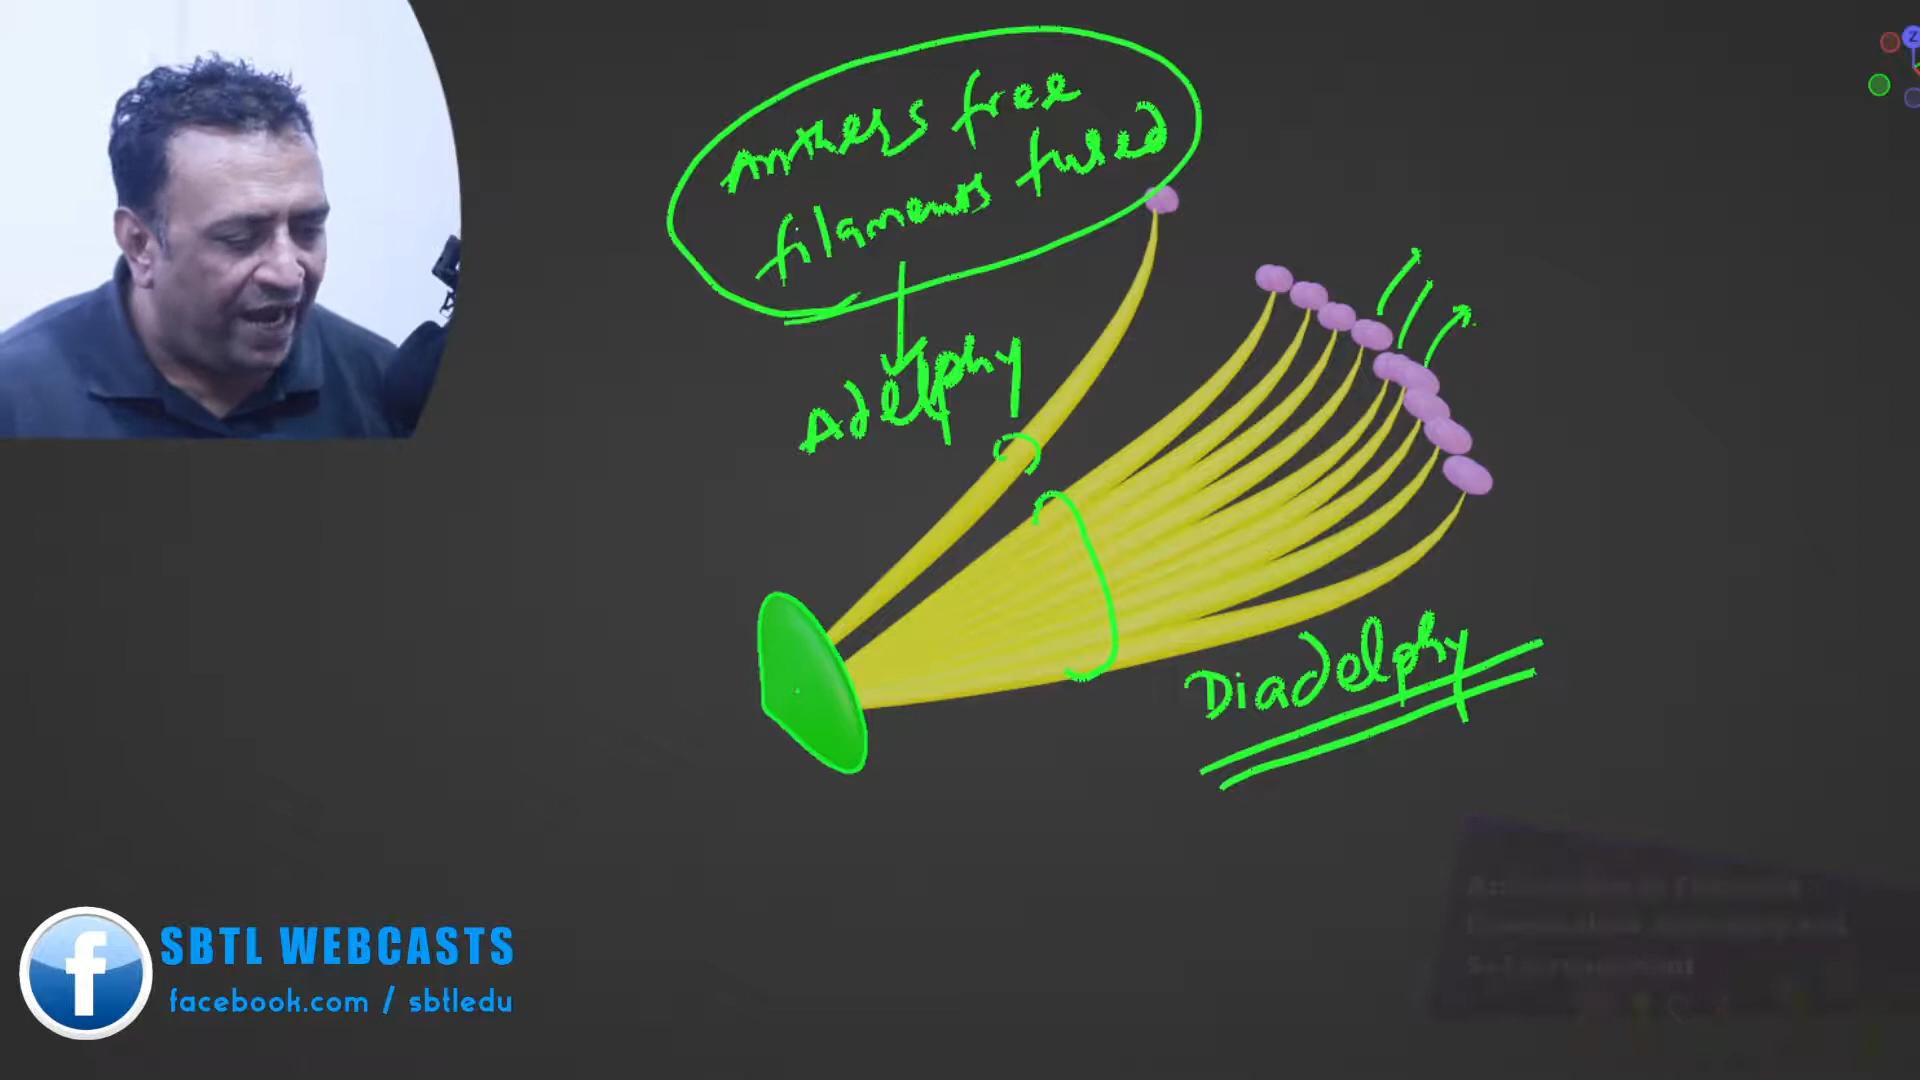 Anthers free
filaments fused
Adelphy
Diadelphy
Z
SBTL WEBCASTS
facebook.com / sbtledu